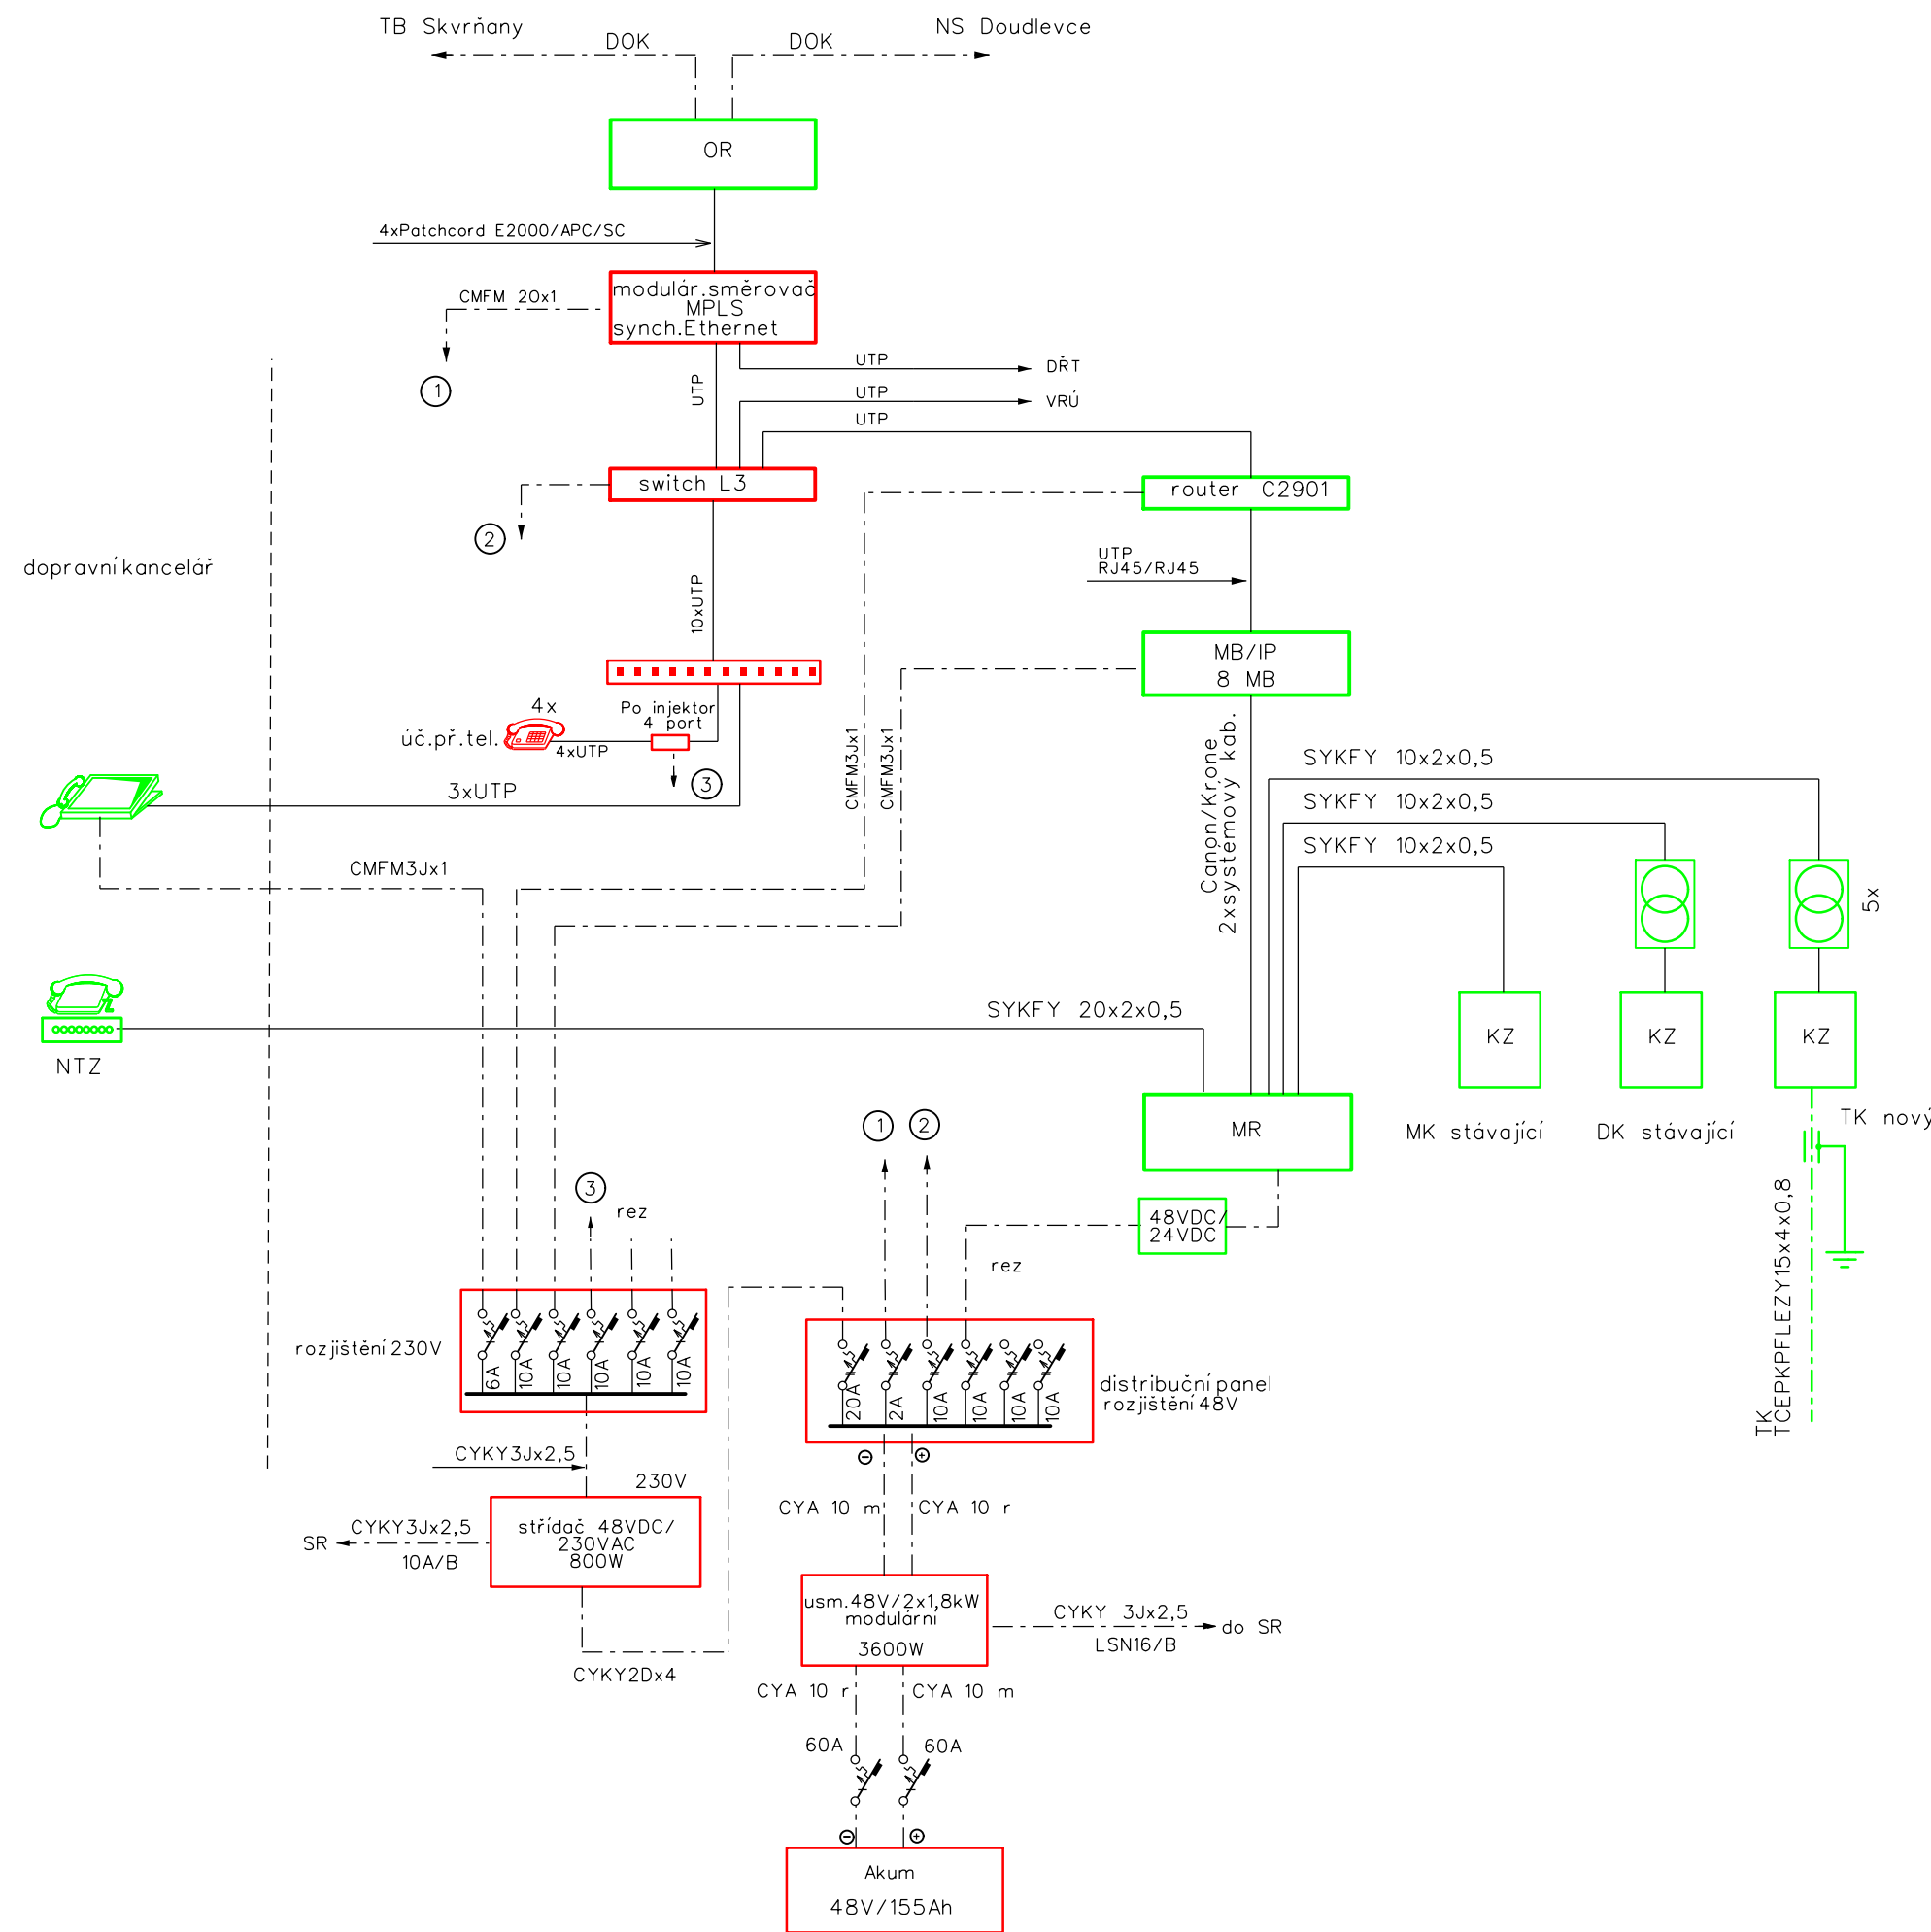 TB Skvrňany
NS Doudlevce
DOK
DOK
OR
4xPatchcord E2000/APC/SC
modulár.směrovač
MPLS
synch.Ethernet
CMFM 20x1
1
UTP
UTP
DŘT
UTP
VRÚ
UTP
switch L3
2
router C2901
dopravní kancelář
10xUTP
UTP
RJ45/RJ45
MB/IP
8 MB
4x
Po injektor
4 port
úč.př.tel.
4xUTP
3
3xUTP
CMFM3Jx1
CMFM3Jx1
Canon/Krone
2xsystémový kab.
SYKFY 10x2x0,5
SYKFY 10x2x0,5
SYKFY 10x2x0,5
CMFM3Jx1
5x
SYKFY 20x2x0,5
NTZ
KZ
KZ
KZ
MR
MK stávající
DK stávající
TK nový
1
2
3
rez
48VDC/
24VDC
rez
TK
TCEPKPFLEZY15x4x0,8
rozjištění 230V
6A
10A
10A
10A
10A
10A
20A
2A
10A
10A
10A
10A
distribuční panel
rozjištění 48V
CYKY3Jx2,5
230V
CYA 10 m
CYA 10 r
SR
CYKY3Jx2,5
10A/B
střídač 48VDC/
230VAC
800W
usm.48V/2x1,8kW
modulární
3600W
CYKY 3Jx2,5
LSN16/B
do SR
CYKY2Dx4
CYA 10 r
CYA 10 m
60A
60A
Akum
48V/155Ah